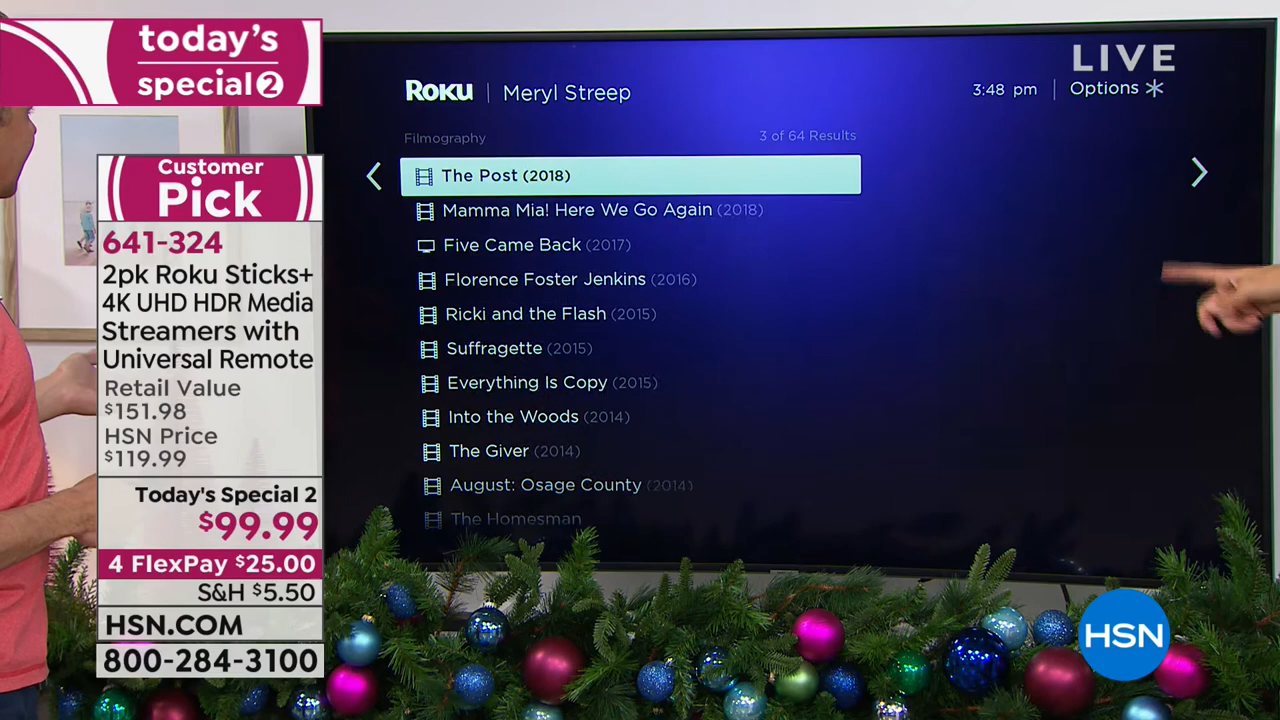 today's
special 2
Customer
Pick
641-324
2pk Roku Sticks+
4K UHD HDR Media
Streamers with
Universal Remote
Retail Value
$151.98
HSN Price
$119.99
Today's Special 2
$99.99
4 FlexPay $25.00
S&H $5.50
HSN.COM
800-284-3100
LIVE
ROKU | Meryl Streep
3:48 pm | Options
Filmography
3 of 64 Results
The Post (2018)
Mamma Mia! Here We Go Again (2018)
Five Came Back (2017)
Florence Foster Jenkins (2016)
Ricki and the Flash (2015)
Suffragette (2015)
Everything Is Copy (2015)
Into the Woods (2014)
The Giver (2014)
August: Osage County (2014)
The Homesman
HSN